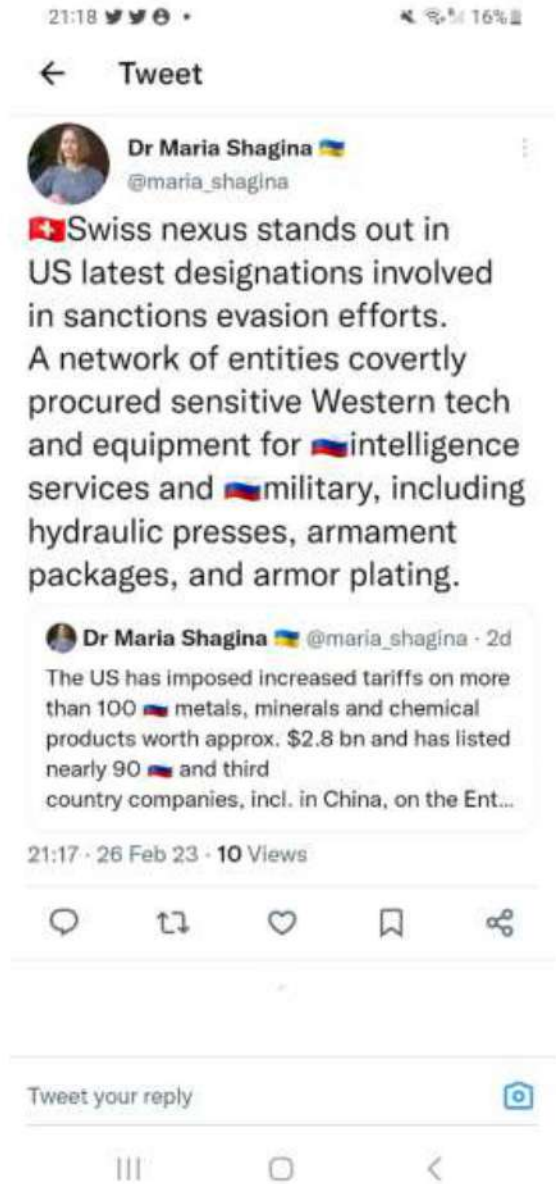 21:18 16%
Tweet
Dr Maria Shagina 🇺🇦
@maria_shagina
🇨🇭Swiss nexus stands out in
US latest designations involved
in sanctions evasion efforts.
A network of entities covertly
procured sensitive Western tech
and equipment for 🇷🇺intelligence
services and 🇷🇺military, including
hydraulic presses, armament
packages, and armor plating.
Dr Maria Shagina 🇺🇦 @maria_shagina · 2d
The US has imposed increased tariffs on more
than 100 🇷🇺 metals, minerals and chemical
products worth approx. $2.8 bn and has listed
nearly 90 🇷🇺 and third
country companies, incl. in China, on the Ent...
21:17 · 26 Feb 23 · 10 Views
Tweet your reply